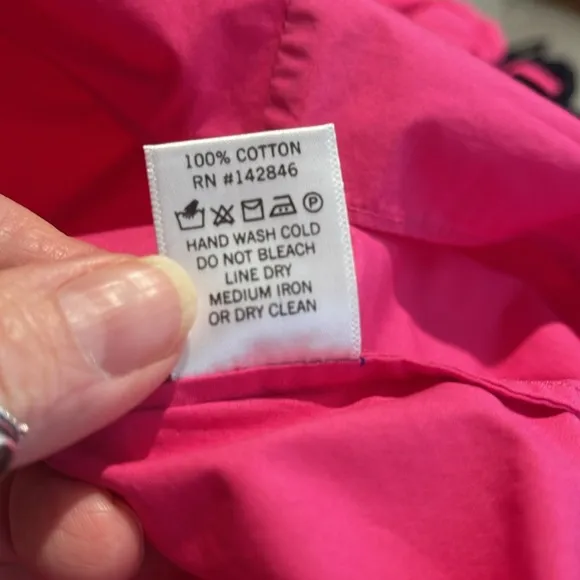 100% COTTON
RN #142846
P
HAND WASH COLD
DO NOT BLEACH
LINE DRY
MEDIUM IRON
OR DRY CLEAN